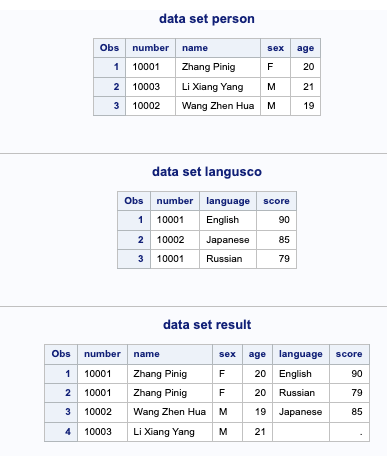 data set person
Obs number name sex age
1 10001 Zhang Pinig F 20
2 10003 Li Xiang Yang M 21
3 10002 Wang Zhen Hua M 19
data set langusco
Obs number language score
1 10001 English 90
2 10002 Japanese 85
3 10001 Russian 79
data set result
Obs number name sex age language score
1 10001 Zhang Pinig F 20 English 90
2 10001 Zhang Pinig F 20 Russian 79
3 10002 Wang Zhen Hua M 19 Japanese 85
4 10003 Li Xiang Yang M 21 .